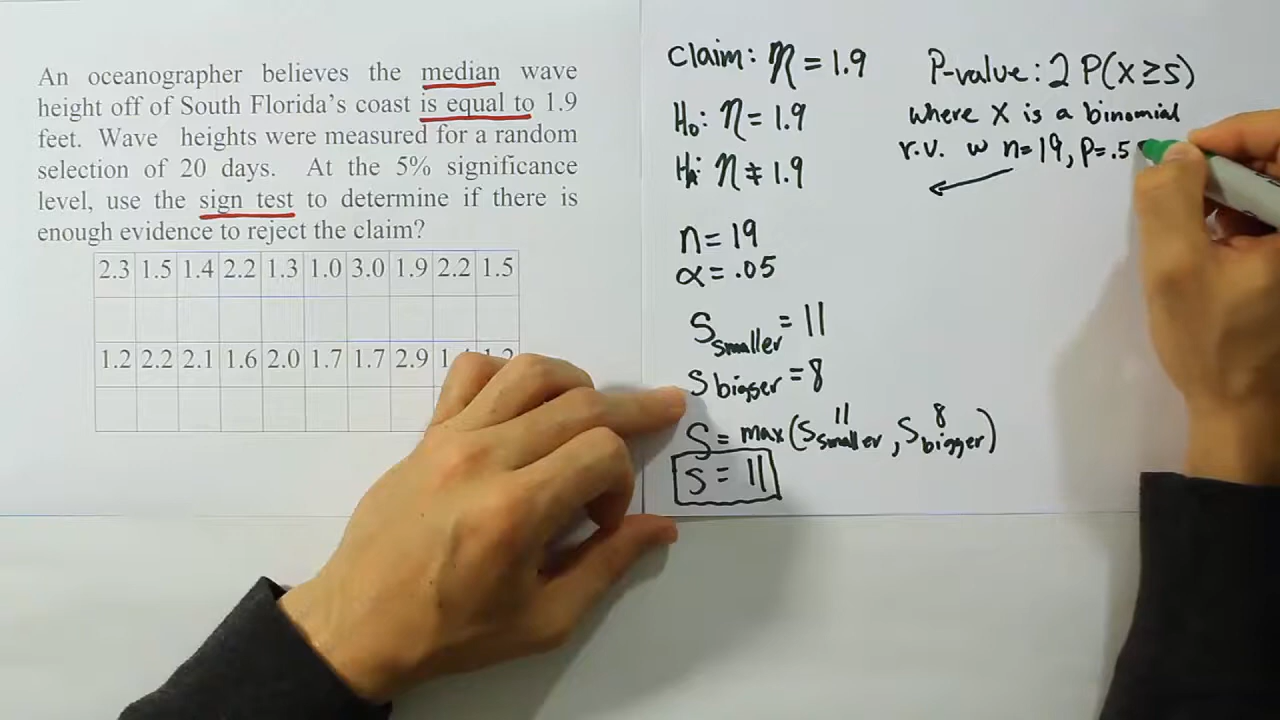 An oceanographer believes the median wave
height off of South Florida's coast is equal to 1.9
feet. Wave heights were measured for a random
selection of 20 days. At the 5% significance
level, use the sign test to determine if there is
enough evidence to reject the claim?
2.3 1.5 1.4 2.2 1.3 1.0 3.0 1.9 2.2 1.5
1.2 2.2 2.1 1.6 2.0 1.7 1.7 2.9
Claim: η = 1.9
H₀: η = 1.9
Hₐ: η ≠ 1.9
n = 19
α = .05
S smaller = 11
S bigger = 8
11 8
S = max(S smaller, S bigger)
S = 11
P-value: 2 P(X ≥ S)
where X is a binomial
r.v. w n=19, P=.5